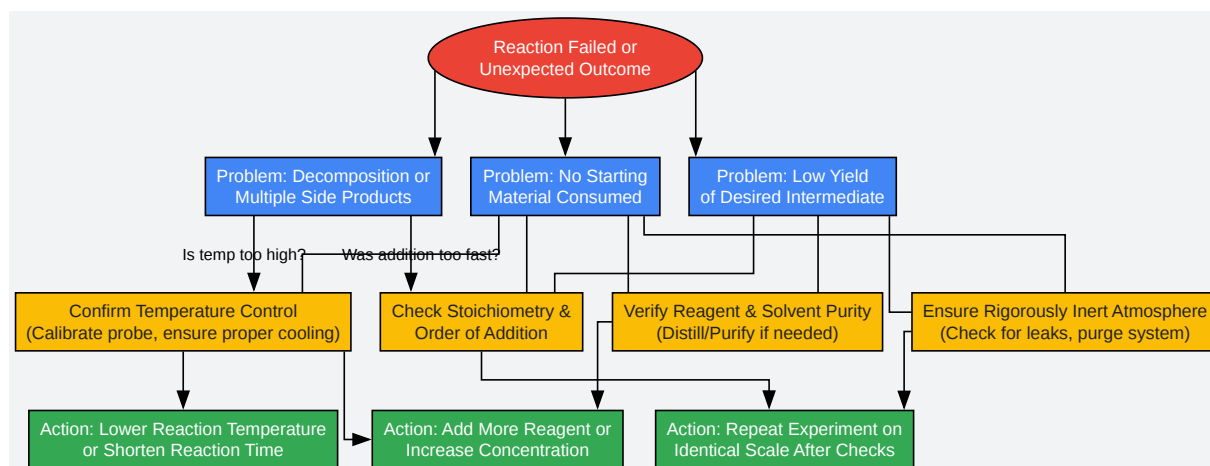 Reaction Failed or
Unexpected Outcome
Problem: Decomposition or
Multiple Side Products
Problem: No Starting
Material Consumed
Problem: Low Yield
of Desired Intermediate
Is temp too high?
Was addition too fast?
Confirm Temperature Control
(Calibrate probe, ensure proper cooling)
Check Stoichiometry &
Order of Addition
Verify Reagent & Solvent Purity
(Distill/Purify if needed)
Ensure Rigorously Inert Atmosphere
(Check for leaks, purge system)
Action: Lower Reaction Temperature
or Shorten Reaction Time
Action: Add More Reagent or
Increase Concentration
Action: Repeat Experiment on
Identical Scale After Checks